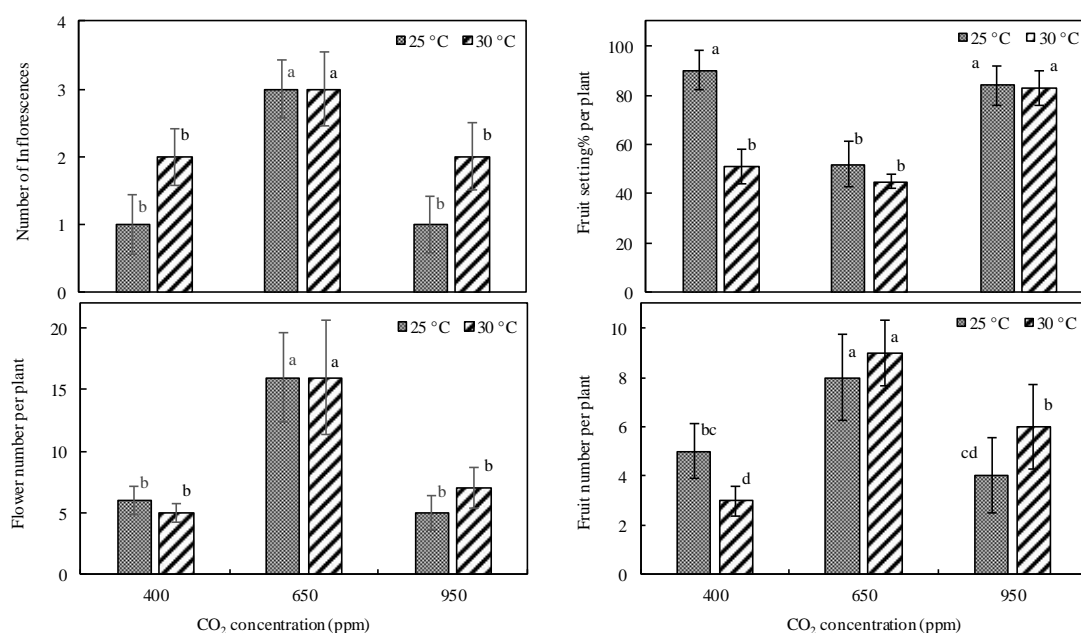 Number of Inflorescences
4
3
2
1
0
25 °C 30 °C
b
b
a
a
b
b
Fruit setting% per plant
100
80
60
40
20
0
25 °C 30 °C
a
b
b
b
a
a
Flower number per plant
20
15
10
5
0
25 °C 30 °C
b
b
a
a
b
b
400 650 950
CO₂ concentration (ppm)
Fruit number per plant
10
8
6
4
2
0
25 °C 30 °C
bc
d
a
a
cd
b
400 650 950
CO₂ concentration (ppm)